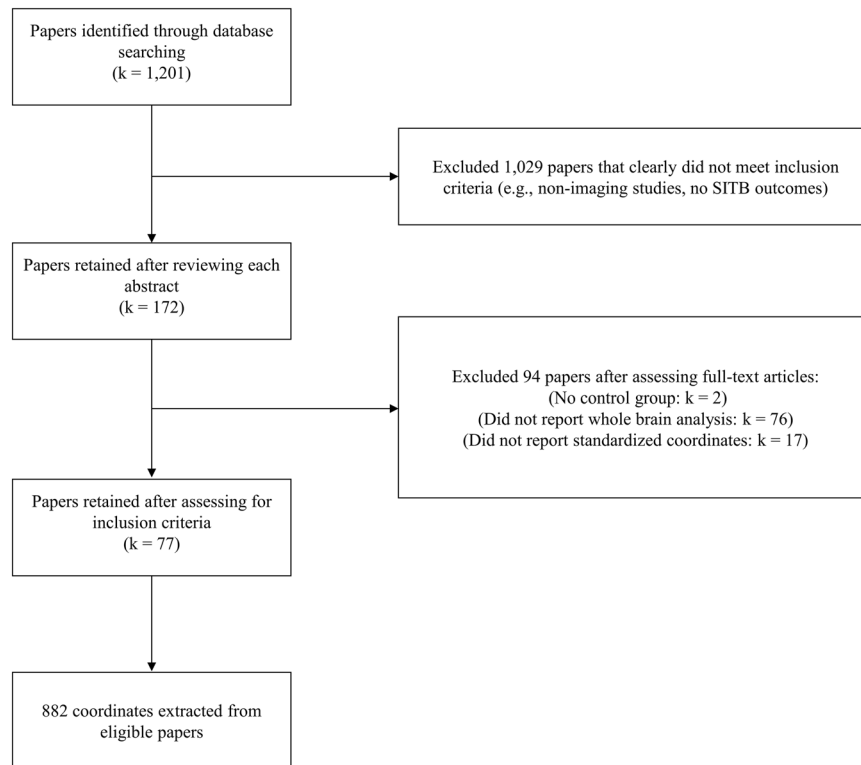 Papers identified through database
searching
(k = 1,201)
Excluded 1,029 papers that clearly did not meet inclusion
criteria (e.g., non-imaging studies, no SITB outcomes)
Papers retained after reviewing each
abstract
(k = 172)
Excluded 94 papers after assessing full-text articles:
(No control group: k = 2)
(Did not report whole brain analysis: k = 76)
(Did not report standardized coordinates: k = 17)
Papers retained after assessing for
inclusion criteria
(k = 77)
882 coordinates extracted from
eligible papers